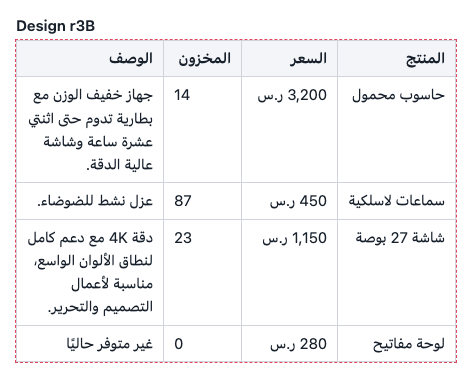 Design r3B
المنتج السعر المخزون الوصف
حاسوب محمول 3,200 ر.س 14 جهاز خفيف الوزن مع
بطارية تدوم حتى اثنتي
عشرة ساعة وشاشة
عالية الدقة.
سماعات لاسلكية 450 ر.س 87 عزل نشط للضوضاء.
شاشة 27 بوصة 1,150 ر.س 23 دقة 4K مع دعم كامل
لنطاق الألوان الواسع،
مناسبة لأعمال
التصميم والتحرير.
لوحة مفاتيح 280 ر.س 0 غير متوفر حاليًا